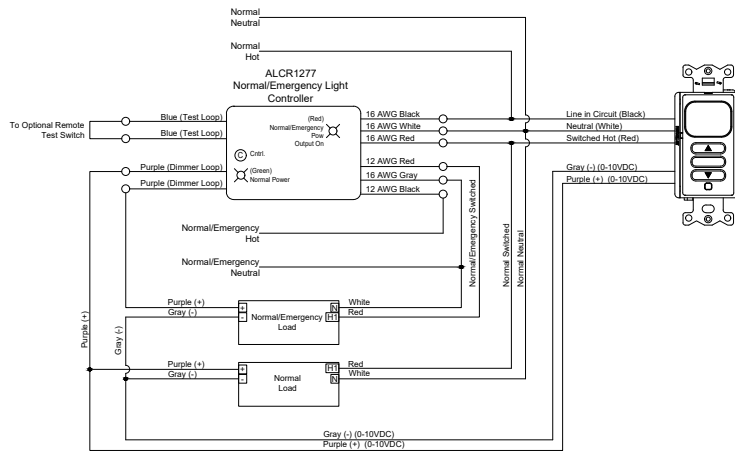 Normal
Neutral
Normal
Hot
ALCR1277
Normal/Emergency Light
Controller
To Optional Remote
Test Switch
Blue (Test Loop)
Blue (Test Loop)
Purple (Dimmer Loop)
Purple (Dimmer Loop)
(Red)
Normal/Emergency
Pow
Output On
C Cntrl.
(Green)
Normal Power
16 AWG Black
16 AWG White
16 AWG Red
12 AWG Red
16 AWG Gray
12 AWG Black
Line in Circuit (Black)
Neutral (White)
Switched Hot (Red)
Gray (-) (0-10VDC)
Purple (+) (0-10VDC)
Normal/Emergency
Hot
Normal/Emergency
Neutral
Normal/Emergency Switched
Normal Switched
Normal Neutral
Purple (+)
Gray (-)
Purple (+)
Gray (-)
+
-
Normal/Emergency
Load
N
H1
White
Red
Purple (+)
Gray (-)
+
-
Normal
Load
H1
N
Red
White
Gray (-) (0-10VDC)
Purple (+) (0-10VDC)